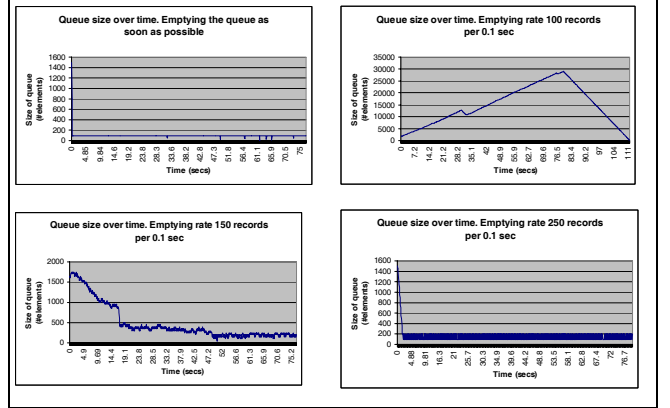 Queue size over time. Emptying the queue as
soon as possible
Size of queue
(#elements)
1600
1400
1200
1000
800
600
400
200
0
0 4.85 9.84 14.6 19.2 23.8 28.3 33.6 38.2 42.8 47.3 51.8 56.4 61.1 65.9 70.5 75
Time (secs)
Queue size over time. Emptying rate 100 records
per 0.1 sec
Size of queue
(#elements)
35000
30000
25000
20000
15000
10000
5000
0
0 7.2 14.2 21.2 28.2 35.1 42 48.9 55.9 62.7 69.6 76.5 83.4 90.2 97 104 111
Time (secs)
Queue size over time. Emptying rate 150 records
per 0.1 sec
Size of queue
(#elements)
2000
1500
1000
500
0
0 4.9 9.69 14.4 19.1 23.8 28.5 33.2 37.9 42.5 47.2 52 56.6 61.3 65.9 70.6 75.2
Time (secs)
Queue size over time. Emptying rate 250 records
per 0.1 sec
Size of queue
(#elements)
1600
1400
1200
1000
800
600
400
200
0
0 4.88 9.81 16.3 21 25.7 30.3 34.9 39.6 44.2 48.8 53.5 58.1 62.8 67.4 72 76.7
Time (secs)